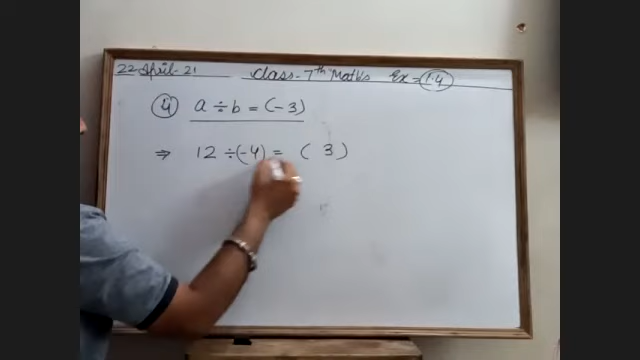 22-April-21 Class-7th Maths Ex=1.4
4 a ÷ b = (-3)
⇒ 12 ÷(-4) = ( 3 )